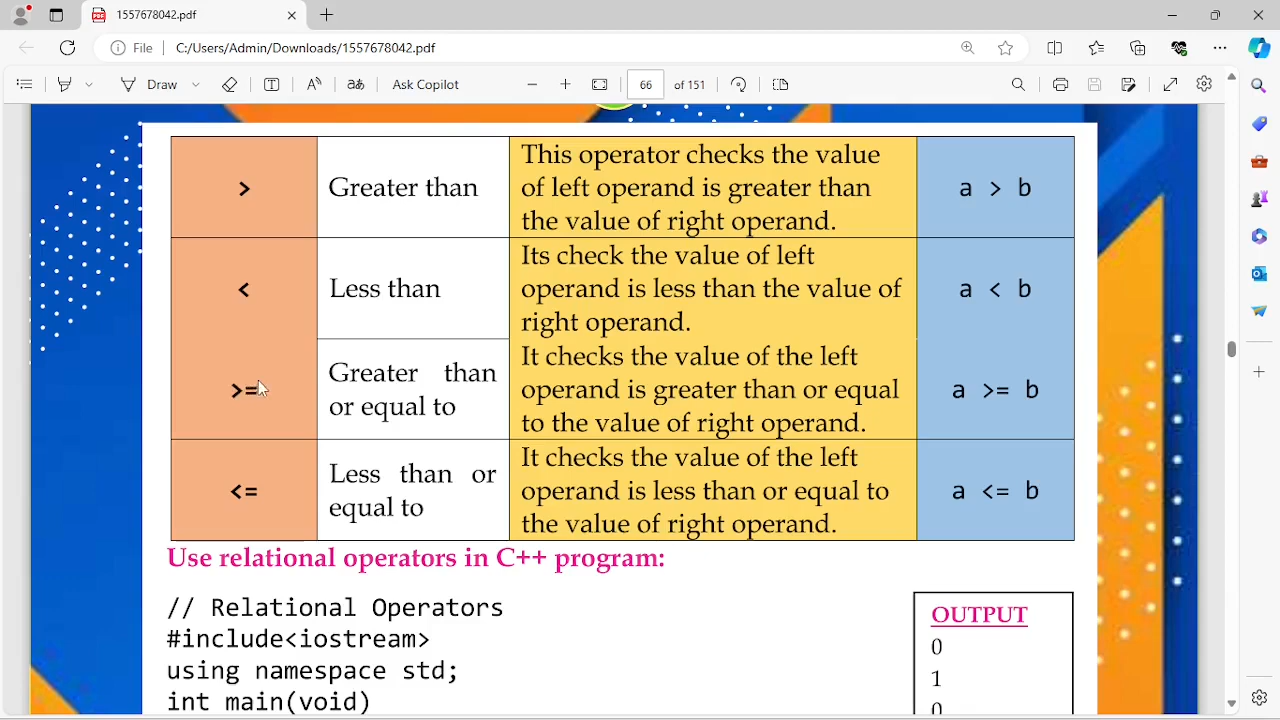 1557678042.pdf
File C:/Users/Admin/Downloads/1557678042.pdf
Draw aあ Ask Copilot 66 of 151
> Greater than This operator checks the value of left operand is greater than the value of right operand. a > b
< Less than Its check the value of left operand is less than the value of right operand. a < b
>= Greater than or equal to It checks the value of the left operand is greater than or equal to the value of right operand. a >= b
<= Less than or equal to It checks the value of the left operand is less than or equal to the value of right operand. a <= b
Use relational operators in C++ program:
// Relational Operators
#include<iostream>
using namespace std;
int main(void)
OUTPUT
0
1
0